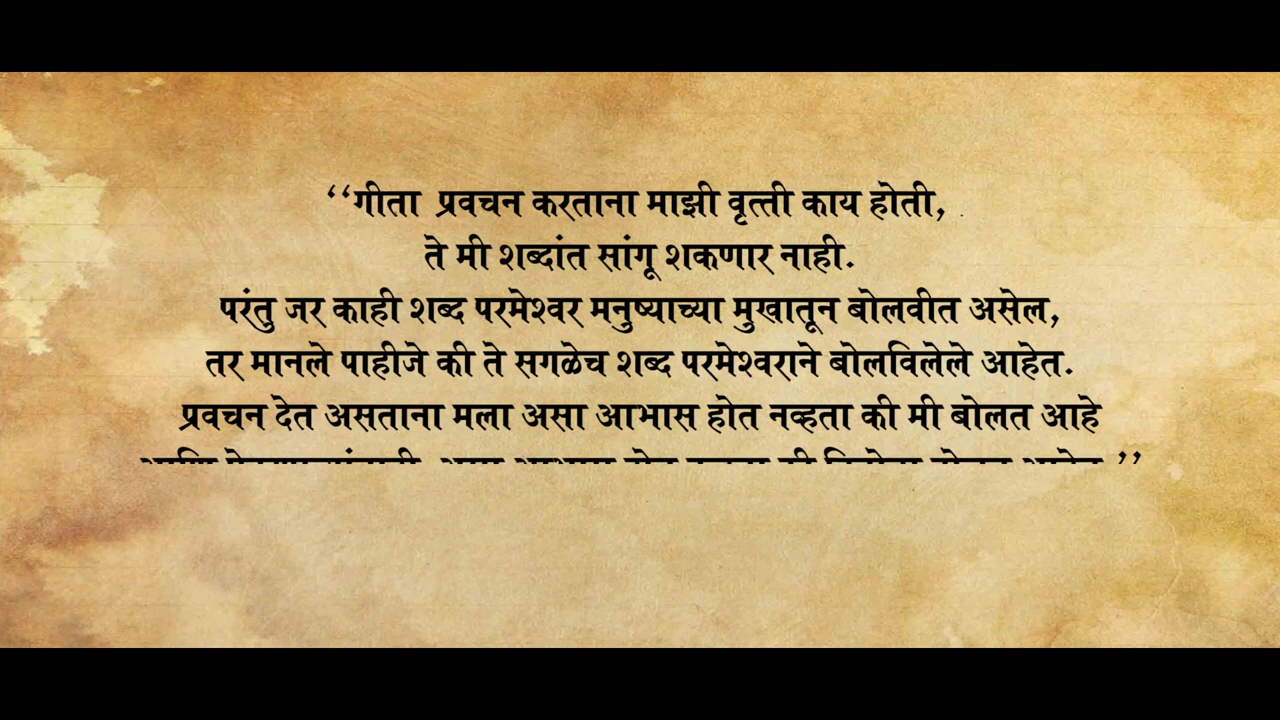 ‘‘गीता प्रवचन करताना माझी वृत्ती काय होती,
ते मी शब्दांत सांगू शकणार नाही.
परंतु जर काही शब्द परमेश्वर मनुष्याच्या मुखातून बोलवीत असेल,
तर मानले पाहीजे की ते सगळेच शब्द परमेश्वराने बोलविलेले आहेत.
प्रवचन देत असताना मला असा आभास होत नव्हता की मी बोलत आहे